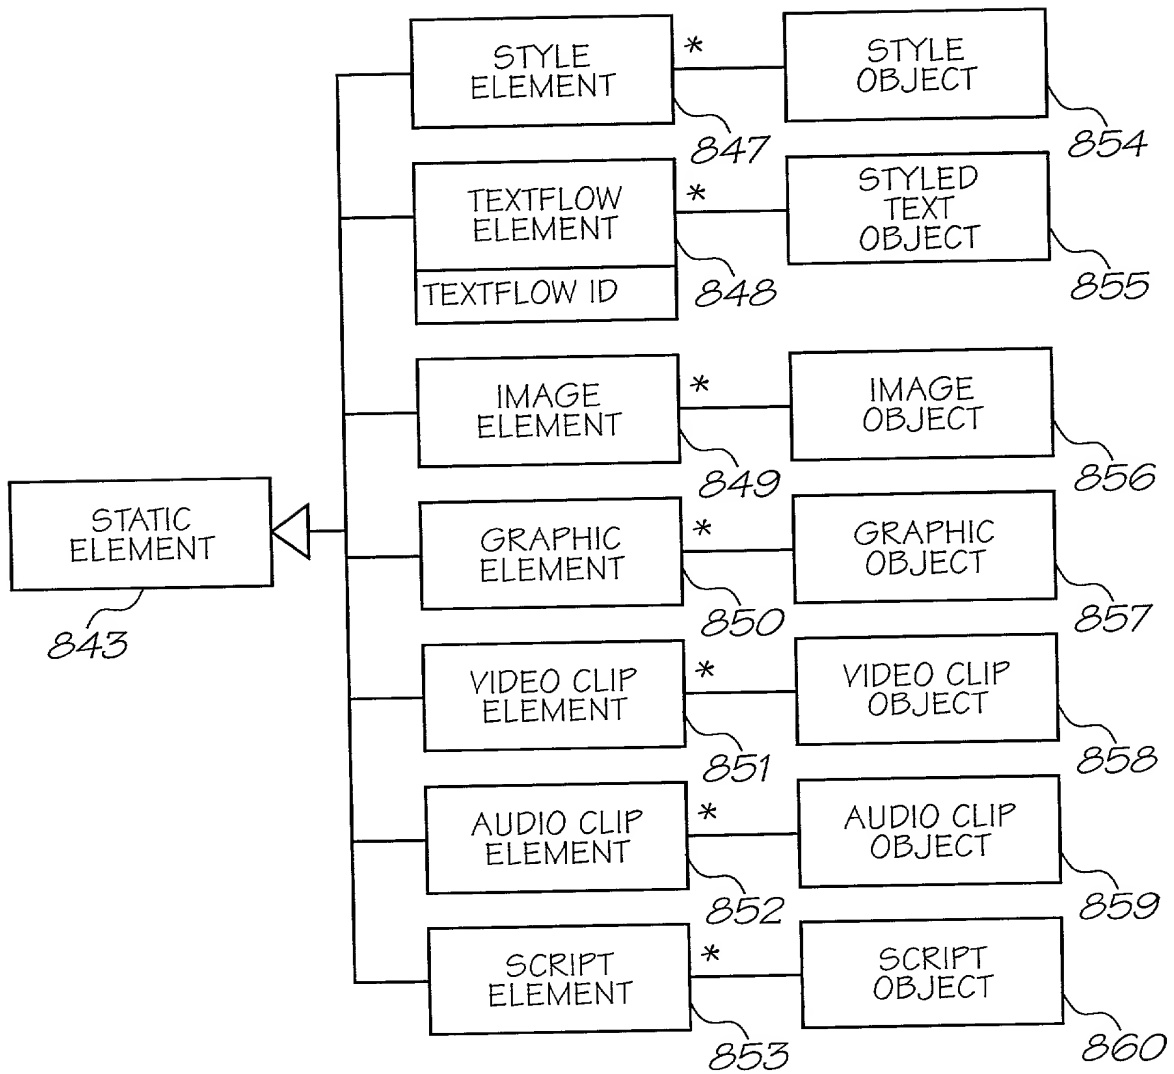 STYLE
ELEMENT
*
STYLE
OBJECT
847
854
TEXTFLOW
ELEMENT
*
STYLED
TEXT
OBJECT
TEXTFLOW ID
848
855
IMAGE
ELEMENT
*
IMAGE
OBJECT
849
856
STATIC
ELEMENT
843
GRAPHIC
ELEMENT
*
GRAPHIC
OBJECT
850
857
VIDEO CLIP
ELEMENT
*
VIDEO CLIP
OBJECT
851
858
AUDIO CLIP
ELEMENT
*
AUDIO CLIP
OBJECT
852
859
SCRIPT
ELEMENT
*
SCRIPT
OBJECT
853
860